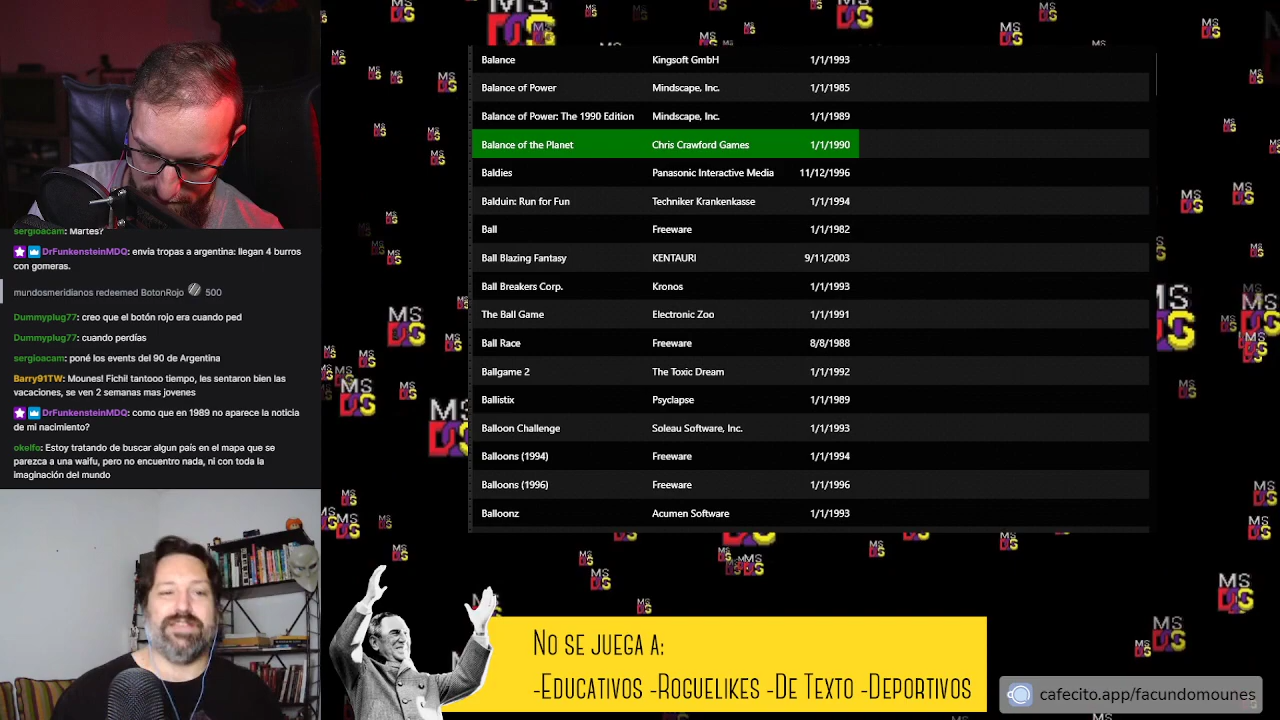 sergioacam: Martes?
DrFunkensteinMDQ: envia tropas a argentina: llegan 4 burros
con gomeras.
mundosmeridianos redeemed BotonRojo 500
Dummyplug77: creo que el botón rojo era cuando ped
Dummyplug77: cuando perdías
sergioacam: poné los events del 90 de Argentina
Barry91TW: Mounes! Fichi! tantooo tiempo, les sentaron bien las
vacaciones, se ven 2 semanas mas jovenes
DrFunkensteinMDQ: como que en 1989 no aparece la noticia
de mi nacimiento?
okelfo: Estoy tratando de buscar algun país en el mapa que se
parezca a una waifu, pero no encuentro nada, ni con toda la
imaginación del mundo
Balance Kingsoft GmbH 1/1/1993
Balance of Power Mindscape, Inc. 1/1/1985
Balance of Power: The 1990 Edition Mindscape, Inc. 1/1/1989
Balance of the Planet Chris Crawford Games 1/1/1990
Baldies Panasonic Interactive Media 11/12/1996
Balduin: Run for Fun Techniker Krankenkasse 1/1/1994
Ball Freeware 1/1/1982
Ball Blazing Fantasy KENTAURI 9/11/2003
Ball Breakers Corp. Kronos 1/1/1993
The Ball Game Electronic Zoo 1/1/1991
Ball Race Freeware 8/8/1988
Ballgame 2 The Toxic Dream 1/1/1992
Ballistix Psyclapse 1/1/1989
Balloon Challenge Soleau Software, Inc. 1/1/1993
Balloons (1994) Freeware 1/1/1994
Balloons (1996) Freeware 1/1/1996
Balloonz Acumen Software 1/1/1993
No se juega a:
-Educativos -Roguelikes -De Texto -Deportivos
cafecito.app/facundomounes
MS
DOS